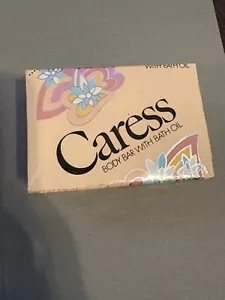 WITH BATH OIL
Caress
BODY BAR WITH BATH OIL